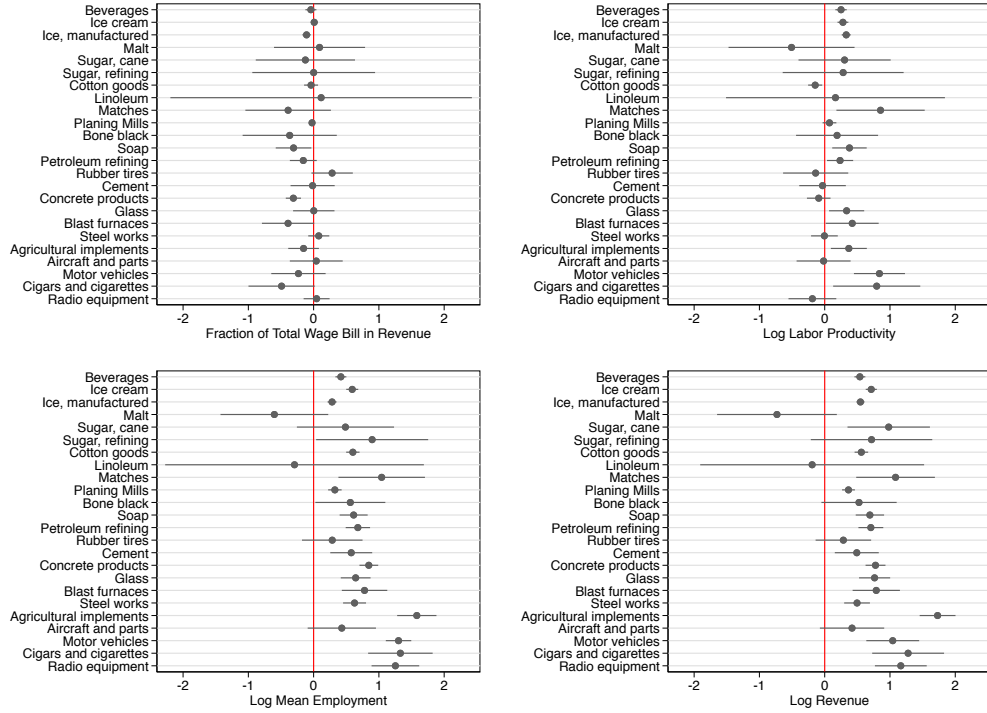 Beverages
Ice cream
Ice, manufactured
Malt
Sugar, cane
Sugar, refining
Cotton goods
Linoleum
Matches
Planing Mills
Bone black
Soap
Petroleum refining
Rubber tires
Cement
Concrete products
Glass
Blast furnaces
Steel works
Agricultural implements
Aircraft and parts
Motor vehicles
Cigars and cigarettes
Radio equipment
-2 -1 0 1 2
Fraction of Total Wage Bill in Revenue
Beverages
Ice cream
Ice, manufactured
Malt
Sugar, cane
Sugar, refining
Cotton goods
Linoleum
Matches
Planing Mills
Bone black
Soap
Petroleum refining
Rubber tires
Cement
Concrete products
Glass
Blast furnaces
Steel works
Agricultural implements
Aircraft and parts
Motor vehicles
Cigars and cigarettes
Radio equipment
-2 -1 0 1 2
Log Labor Productivity
Beverages
Ice cream
Ice, manufactured
Malt
Sugar, cane
Sugar, refining
Cotton goods
Linoleum
Matches
Planing Mills
Bone black
Soap
Petroleum refining
Rubber tires
Cement
Concrete products
Glass
Blast furnaces
Steel works
Agricultural implements
Aircraft and parts
Motor vehicles
Cigars and cigarettes
Radio equipment
-2 -1 0 1 2
Log Mean Employment
Beverages
Ice cream
Ice, manufactured
Malt
Sugar, cane
Sugar, refining
Cotton goods
Linoleum
Matches
Planing Mills
Bone black
Soap
Petroleum refining
Rubber tires
Cement
Concrete products
Glass
Blast furnaces
Steel works
Agricultural implements
Aircraft and parts
Motor vehicles
Cigars and cigarettes
Radio equipment
-2 -1 0 1 2
Log Revenue